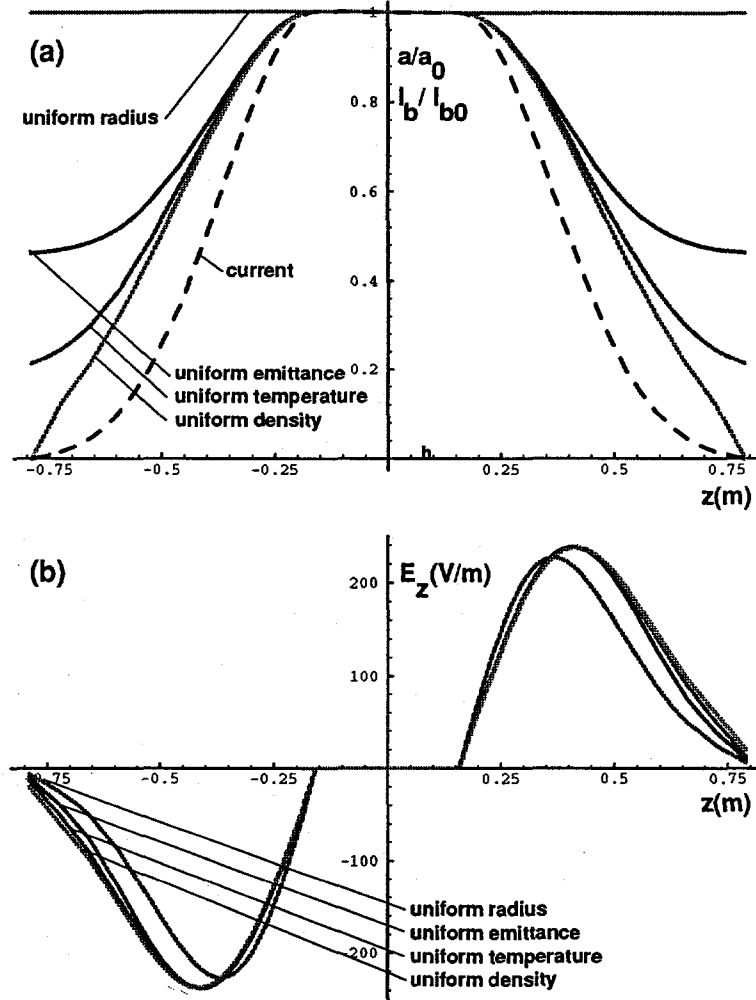 (a)
1
a/a0
Ib/Ib0
uniform radius
0.8
0.6
current
0.4
uniform emittance
uniform temperature
uniform density
0.2
h
-0.75 -0.5 -0.25 0.25 0.5 0.75
z(m)
(b)
Ez(V/m)
200
100
-0.75 -0.5 -0.25 0.25 0.5 0.75
z(m)
-100
uniform radius
uniform emittance
uniform temperature
-200
uniform density